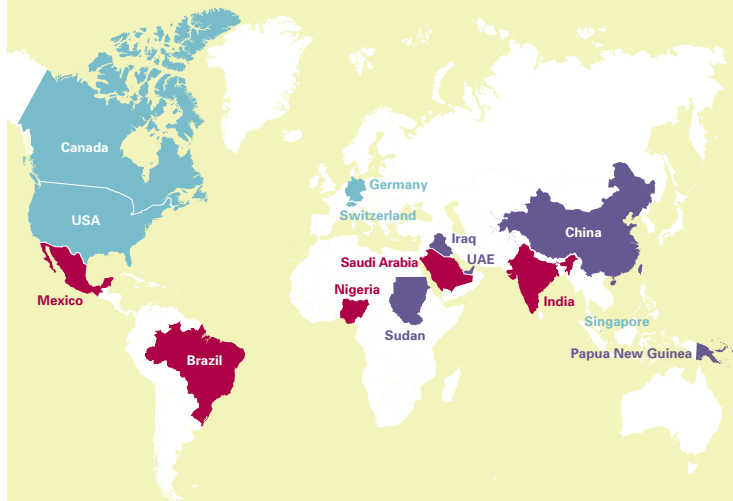 Canada
Germany
USA
Switzerland
China
Iraq
Saudi Arabia
UAE
Nigeria
Mexico
India
Singapore
Sudan
Papua New Guinea
Brazil